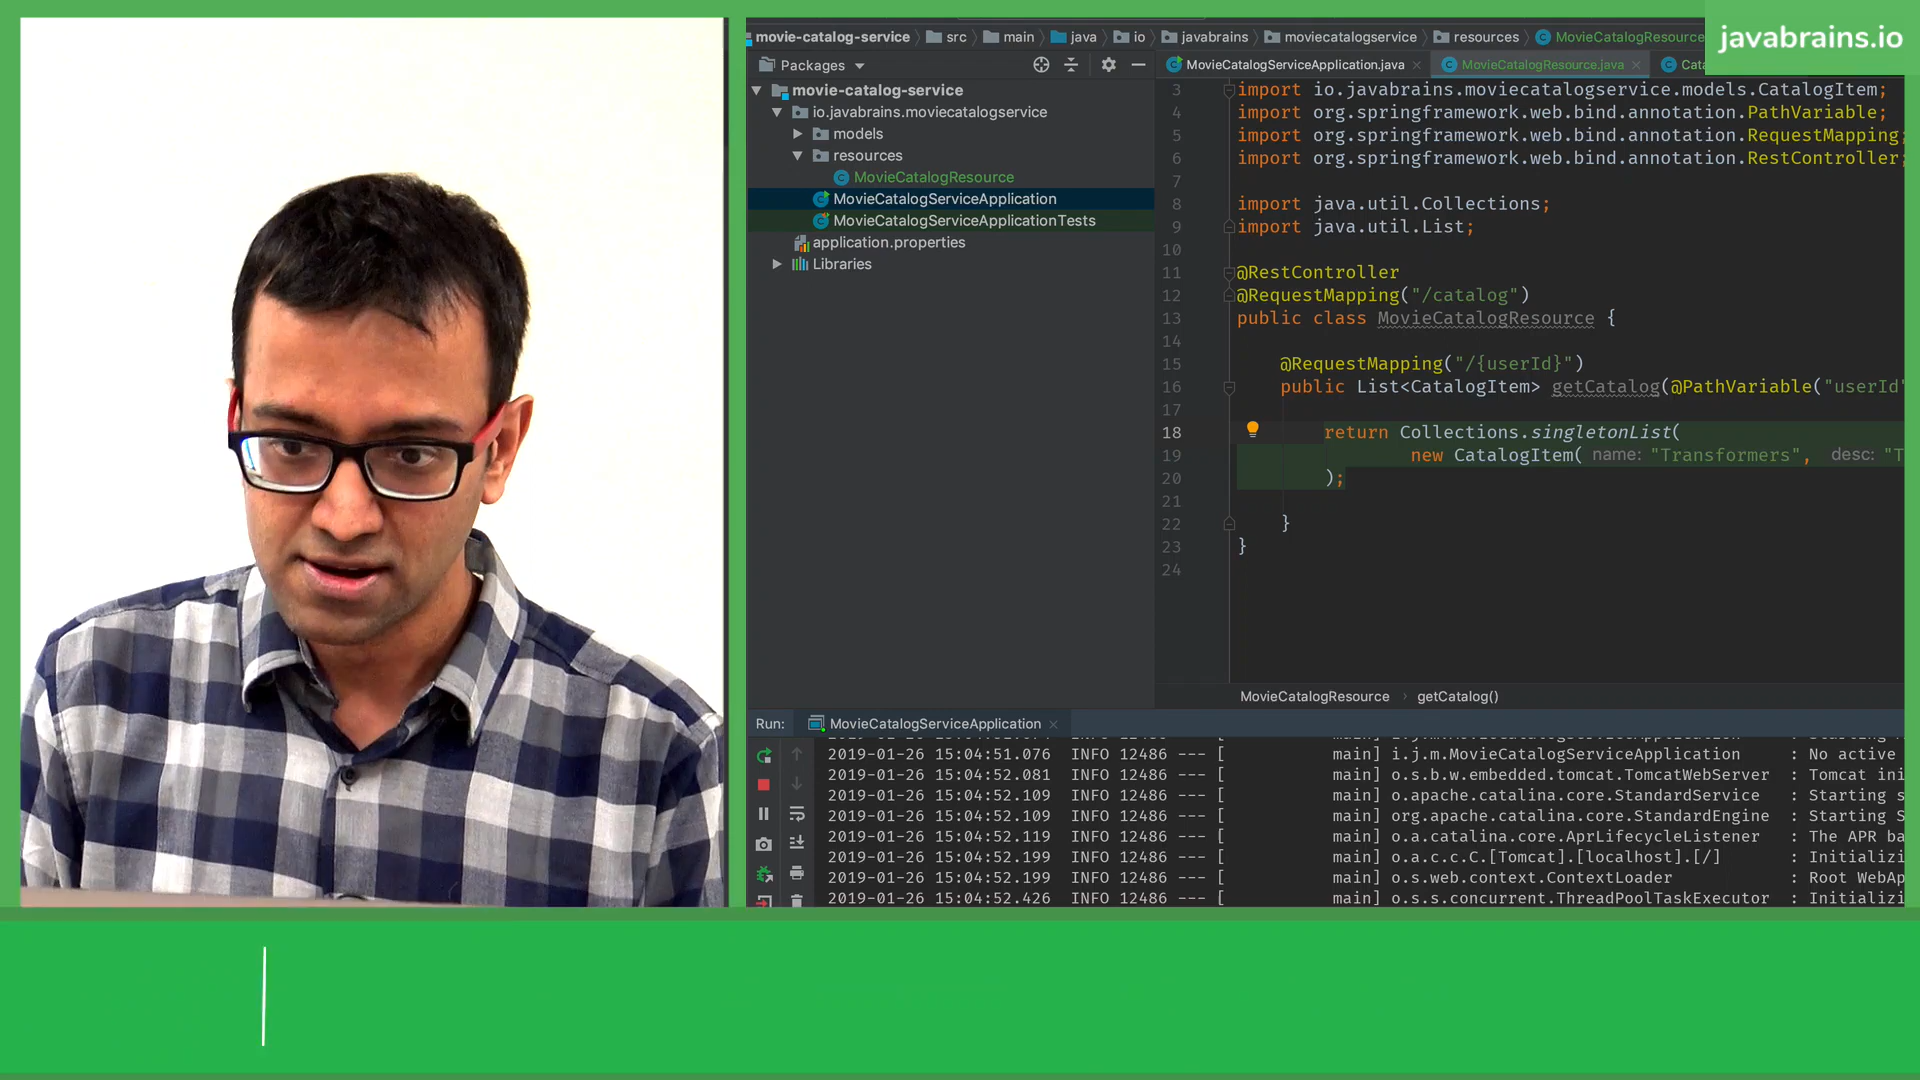 javabrains.io
movie-catalog-service src main java io javabrains moviecatalogservice resources MovieCatalogResource
Packages
movie-catalog-service
io.javabrains.moviecatalogservice
models
resources
MovieCatalogResource
MovieCatalogServiceApplication
MovieCatalogServiceApplicationTests
application.properties
Libraries
MovieCatalogServiceApplication.java MovieCatalogResource.java Cat
3 import io.javabrains.moviecatalogservice.models.CatalogItem;
4 import org.springframework.web.bind.annotation.PathVariable;
5 import org.springframework.web.bind.annotation.RequestMapping;
6 import org.springframework.web.bind.annotation.RestController;
7
8 import java.util.Collections;
9 import java.util.List;
10
11 @RestController
12 @RequestMapping("/catalog")
13 public class MovieCatalogResource {
14
15 @RequestMapping("/{userId}")
16 public List<CatalogItem> getCatalog(@PathVariable("userId"
17
18 return Collections.singletonList(
19 new CatalogItem( name: "Transformers", desc: "T
20 );
21
22 }
23 }
24
MovieCatalogResource › getCatalog()
Run: MovieCatalogServiceApplication
2019-01-26 15:04:51.076 INFO 12486 --- [ main] i.j.m.MovieCatalogServiceApplication : No active
2019-01-26 15:04:52.081 INFO 12486 --- [ main] o.s.b.w.embedded.tomcat.TomcatWebServer : Tomcat ini
2019-01-26 15:04:52.109 INFO 12486 --- [ main] o.apache.catalina.core.StandardService : Starting s
2019-01-26 15:04:52.109 INFO 12486 --- [ main] org.apache.catalina.core.StandardEngine : Starting S
2019-01-26 15:04:52.119 INFO 12486 --- [ main] o.a.catalina.core.AprLifecycleListener : The APR ba
2019-01-26 15:04:52.199 INFO 12486 --- [ main] o.a.c.c.C.[Tomcat].[localhost].[/] : Initializi
2019-01-26 15:04:52.199 INFO 12486 --- [ main] o.s.web.context.ContextLoader : Root WebAp
2019-01-26 15:04:52.426 INFO 12486 --- [ main] o.s.s.concurrent.ThreadPoolTaskExecutor : Initializi